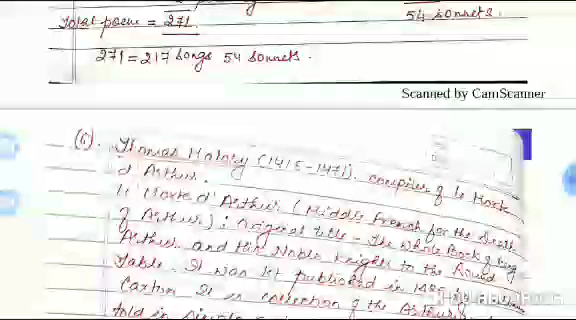 Total poem = 271.
54 sonnets.
271 = 217 songs 54 sonnets.
Scanned by CamScanner
(6). Thomas Malory (1415-1471). compiler of le Morte
d'Arthur.
le Morte d'Arthur (Middle French for the Death
of Arthur) : original title - The whole Book of king
Arthur and his Noble knights to the Round
Table. It was 1st published in 1485 by
Caxton. It is collection of the
told in